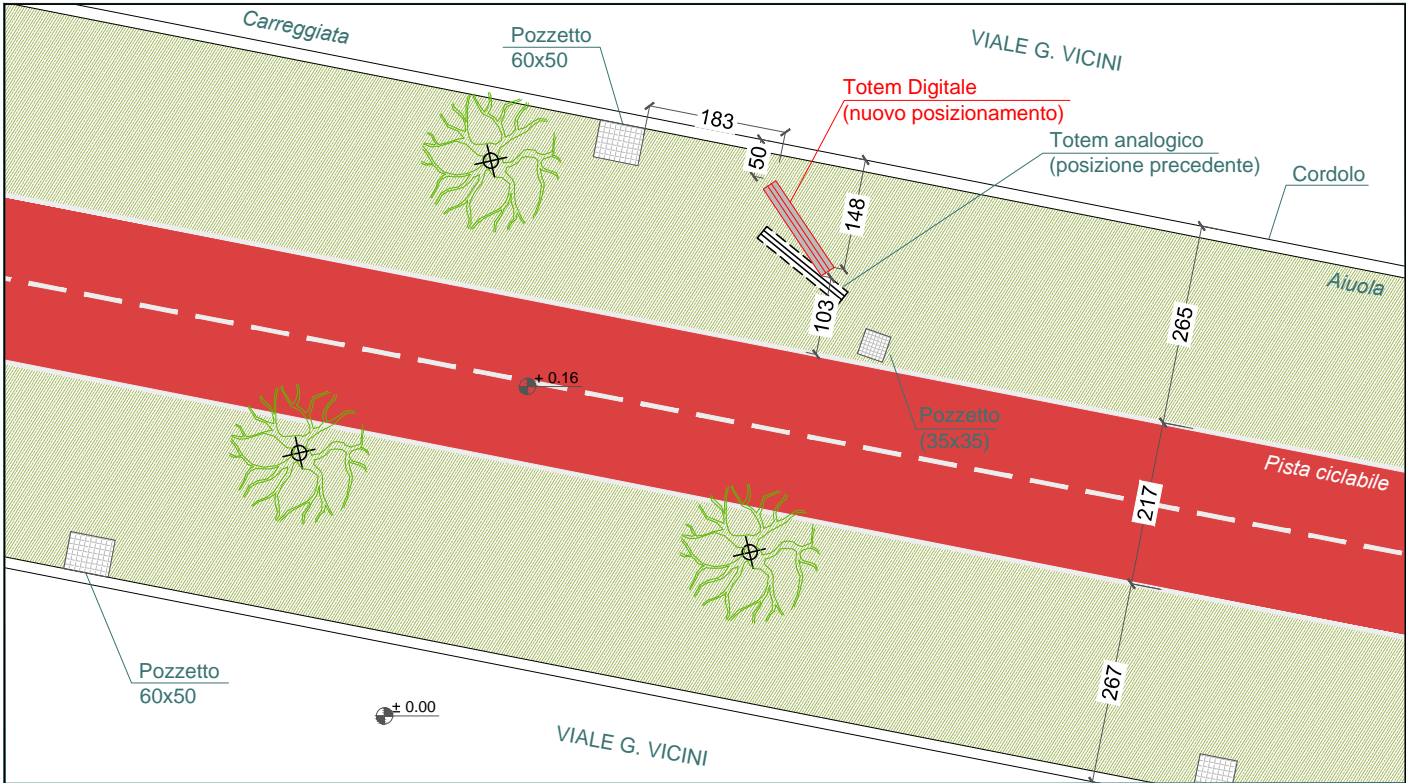 Carreggiata
Pozzetto
60x50
VIALE G. VICINI
Totem Digitale
(nuovo posizionamento)
183
50
Totem analogico
(posizione precedente)
Cordolo
148
Aiuola
265
103
+ 0.16
Pozzetto
(35x35)
Pista ciclabile
217
Pozzetto
60x50
267
± 0.00
VIALE G. VICINI